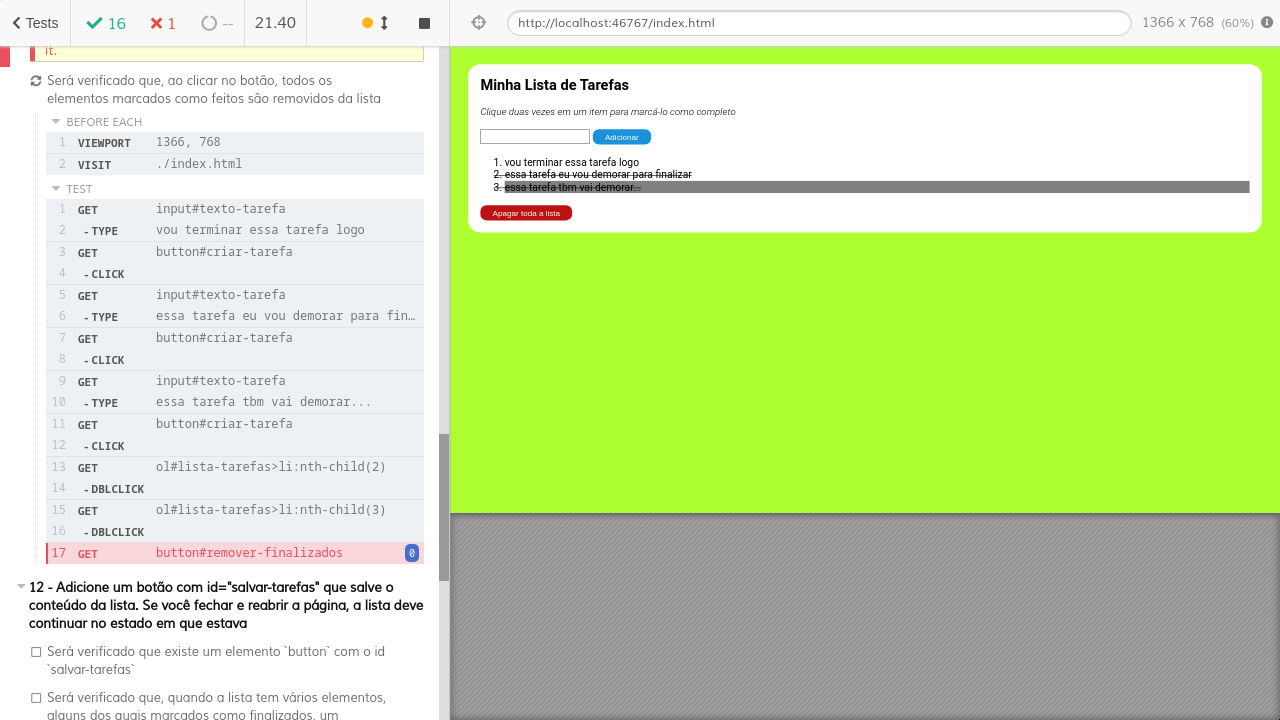 Tests
16
1
--
21.40
http://localhost:46767/index.html
1366 x 768 (60%)
it.
Será verificado que, ao clicar no botão, todos os
elementos marcados como feitos são removidos da lista
BEFORE EACH
1 VIEWPORT 1366, 768
2 VISIT ./index.html
TEST
1 GET input#texto-tarefa
2 -TYPE vou terminar essa tarefa logo
3 GET button#criar-tarefa
4 -CLICK
5 GET input#texto-tarefa
6 -TYPE essa tarefa eu vou demorar para fin…
7 GET button#criar-tarefa
8 -CLICK
9 GET input#texto-tarefa
10 -TYPE essa tarefa tbm vai demorar...
11 GET button#criar-tarefa
12 -CLICK
13 GET ol#lista-tarefas>li:nth-child(2)
14 -DBLCLICK
15 GET ol#lista-tarefas>li:nth-child(3)
16 -DBLCLICK
17 GET button#remover-finalizados 0
12 - Adicione um botão com id="salvar-tarefas" que salve o
conteúdo da lista. Se você fechar e reabrir a página, a lista deve
continuar no estado em que estava
Será verificado que existe um elemento `button` com o id
`salvar-tarefas`
Será verificado que, quando a lista tem vários elementos,
alguns dos quais marcados como finalizados, um
Minha Lista de Tarefas
Clique duas vezes em um item para marcá-lo como completo
Adicionar
1. vou terminar essa tarefa logo
2. essa tarefa eu vou demorar para finalizar
3. essa tarefa tbm vai demorar...
Apagar toda a lista